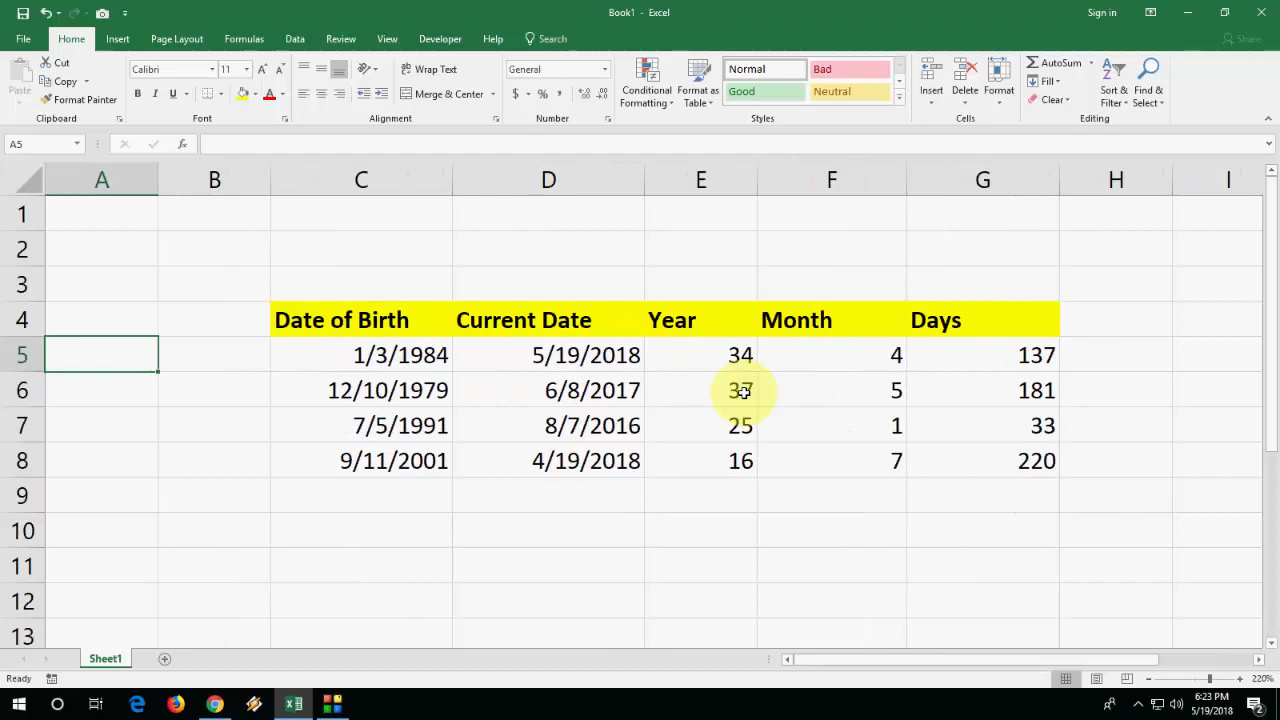 Book1 - Excel
Sign in
File Home Insert Page Layout Formulas Data Review View Developer Help Search Share
Paste
Cut
Copy
Format Painter
Clipboard
Calibri 11
B I U A
Font
Wrap Text
Merge & Center
Alignment
General
$ % ,
Number
Conditional Formatting
Format as Table
Normal Bad
Good Neutral
Styles
Insert Delete Format
Cells
AutoSum
Fill
Clear
Sort & Filter
Find & Select
Editing
A5 fx
A B C D E F G H I
1
2
3
4 Date of Birth Current Date Year Month Days
5 1/3/1984 5/19/2018 34 4 137
6 12/10/1979 6/8/2017 37 5 181
7 7/5/1991 8/7/2016 25 1 33
8 9/11/2001 4/19/2018 16 7 220
9
10
11
12
13
Sheet1
Ready 220%
6:23 PM
5/19/2018
2